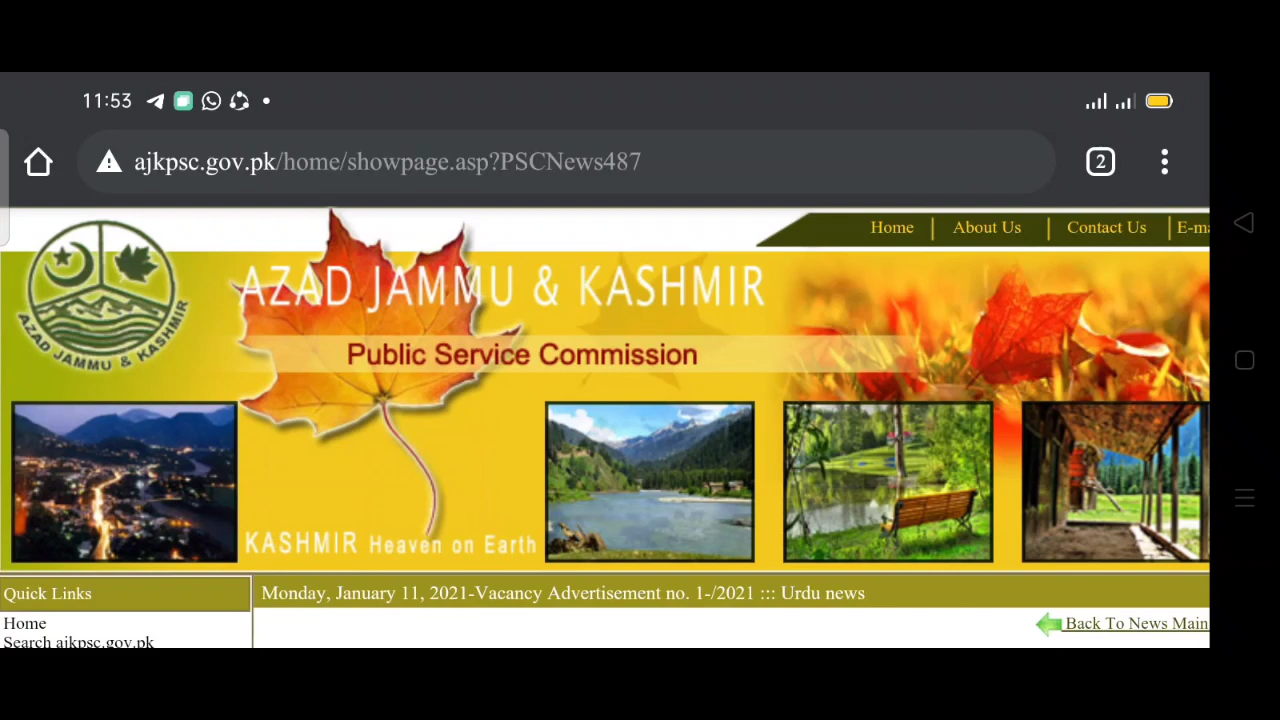 11:53
ajkpsc.gov.pk/home/showpage.asp?PSCNews487
2
Home
About Us
Contact Us
E-ma
AZAD JAMMU & KASHMIR
AZAD JAMMU & KASHMIR
Public Service Commission
KASHMIR Heaven on Earth
Quick Links
Monday, January 11, 2021-Vacancy Advertisement no. 1-/2021 ::: Urdu news
Home
Back To News Main
Search ajkpsc.gov.pk